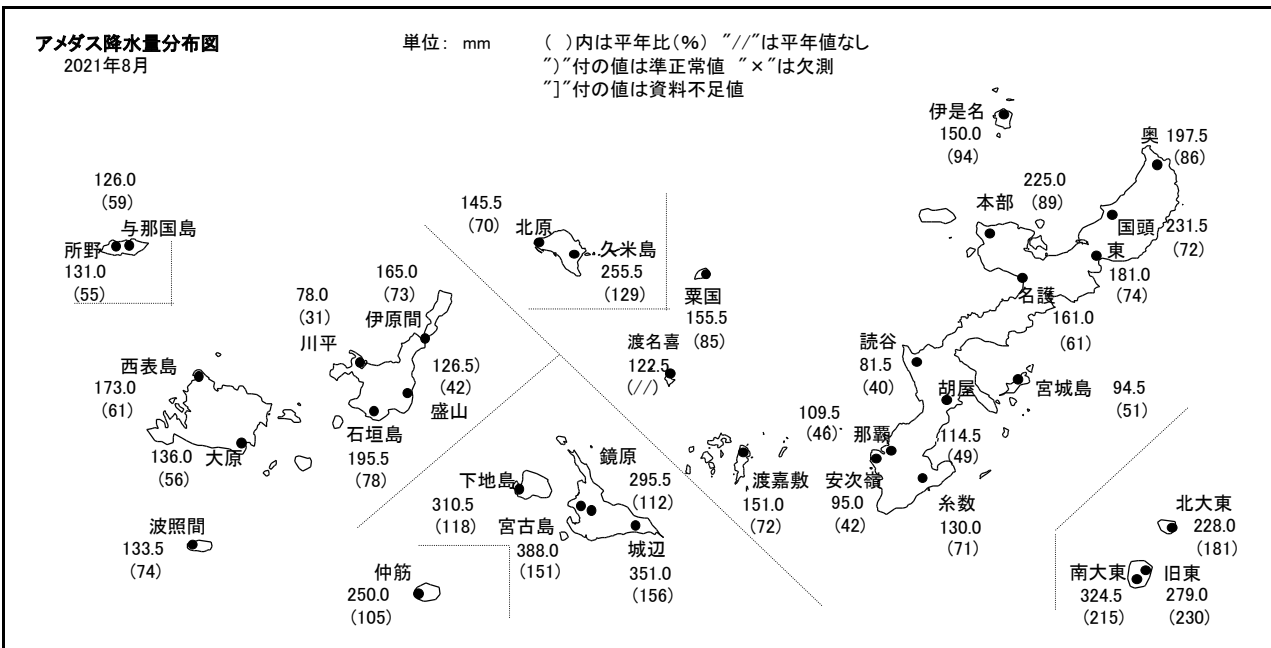 アメダス降水量分布図
2021年8月
単位： mm
（ ）内は平年比(%) ″//″は平年値なし
″)″付の値は準正常値 ″×″は欠測
″]″付の値は資料不足値
伊是名
150.0
(94)
奥 197.5
(86)
225.0
(89)
本部
国頭 231.5
(72)
東
181.0
(74)
名護
161.0
(61)
126.0
(59)
与那国島
所野
131.0
(55)
145.5
(70)
北原
久米島
255.5
(129)
粟国
155.5
(85)
渡名喜
122.5
(//)
読谷
81.5
(40)
胡屋
114.5
(49)
宮城島
94.5
(51)
165.0
(73)
伊原間
78.0
(31)
川平
126.5)
(42)
盛山
石垣島
195.5
(78)
西表島
173.0
(61)
大原
136.0
(56)
波照間
133.5
(74)
109.5
(46)
那覇
安次嶺
95.0
(42)
糸数
130.0
(71)
渡嘉敷
151.0
(72)
鏡原
295.5
(112)
下地島
310.5
(118)
宮古島
388.0
(151)
城辺
351.0
(156)
仲筋
250.0
(105)
北大東
228.0
(181)
南大東
324.5
(215)
旧東
279.0
(230)